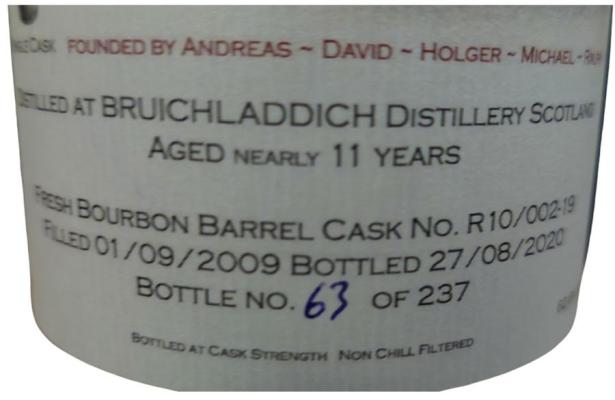 CASK FOUNDED BY ANDREAS ~ DAVID ~ HOLGER ~ MICHAEL ~ RALPH
DISTILLED AT BRUICHLADDICH DISTILLERY SCOTLAND
AGED NEARLY 11 YEARS
FRESH BOURBON BARREL CASK NO. R10/002-19
FILLED 01/09/2009 BOTTLED 27/08/2020
BOTTLE NO. 63 OF 237
BOTTLED AT CASK STRENGTH NON CHILL FILTERED